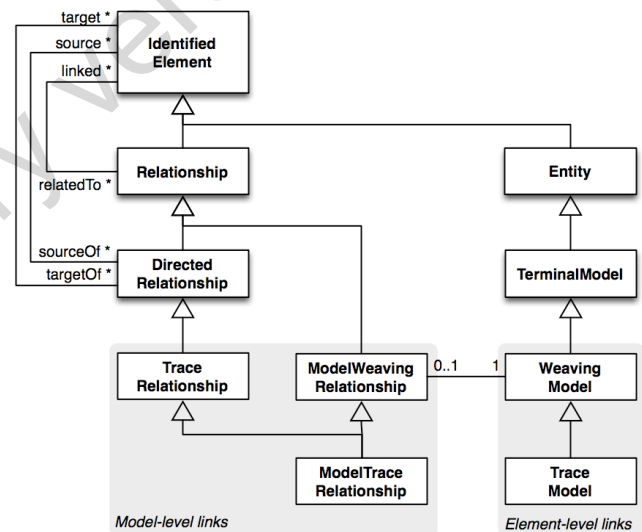 target *
source *
linked *
Identified
Element
relatedTo *
Relationship
Entity
sourceOf *
targetOf *
Directed
Relationship
TerminalModel
Trace
Relationship
ModelWeaving
Relationship
0..1
1
Weaving
Model
ModelTrace
Relationship
Trace
Model
Model-level links
Element-level links